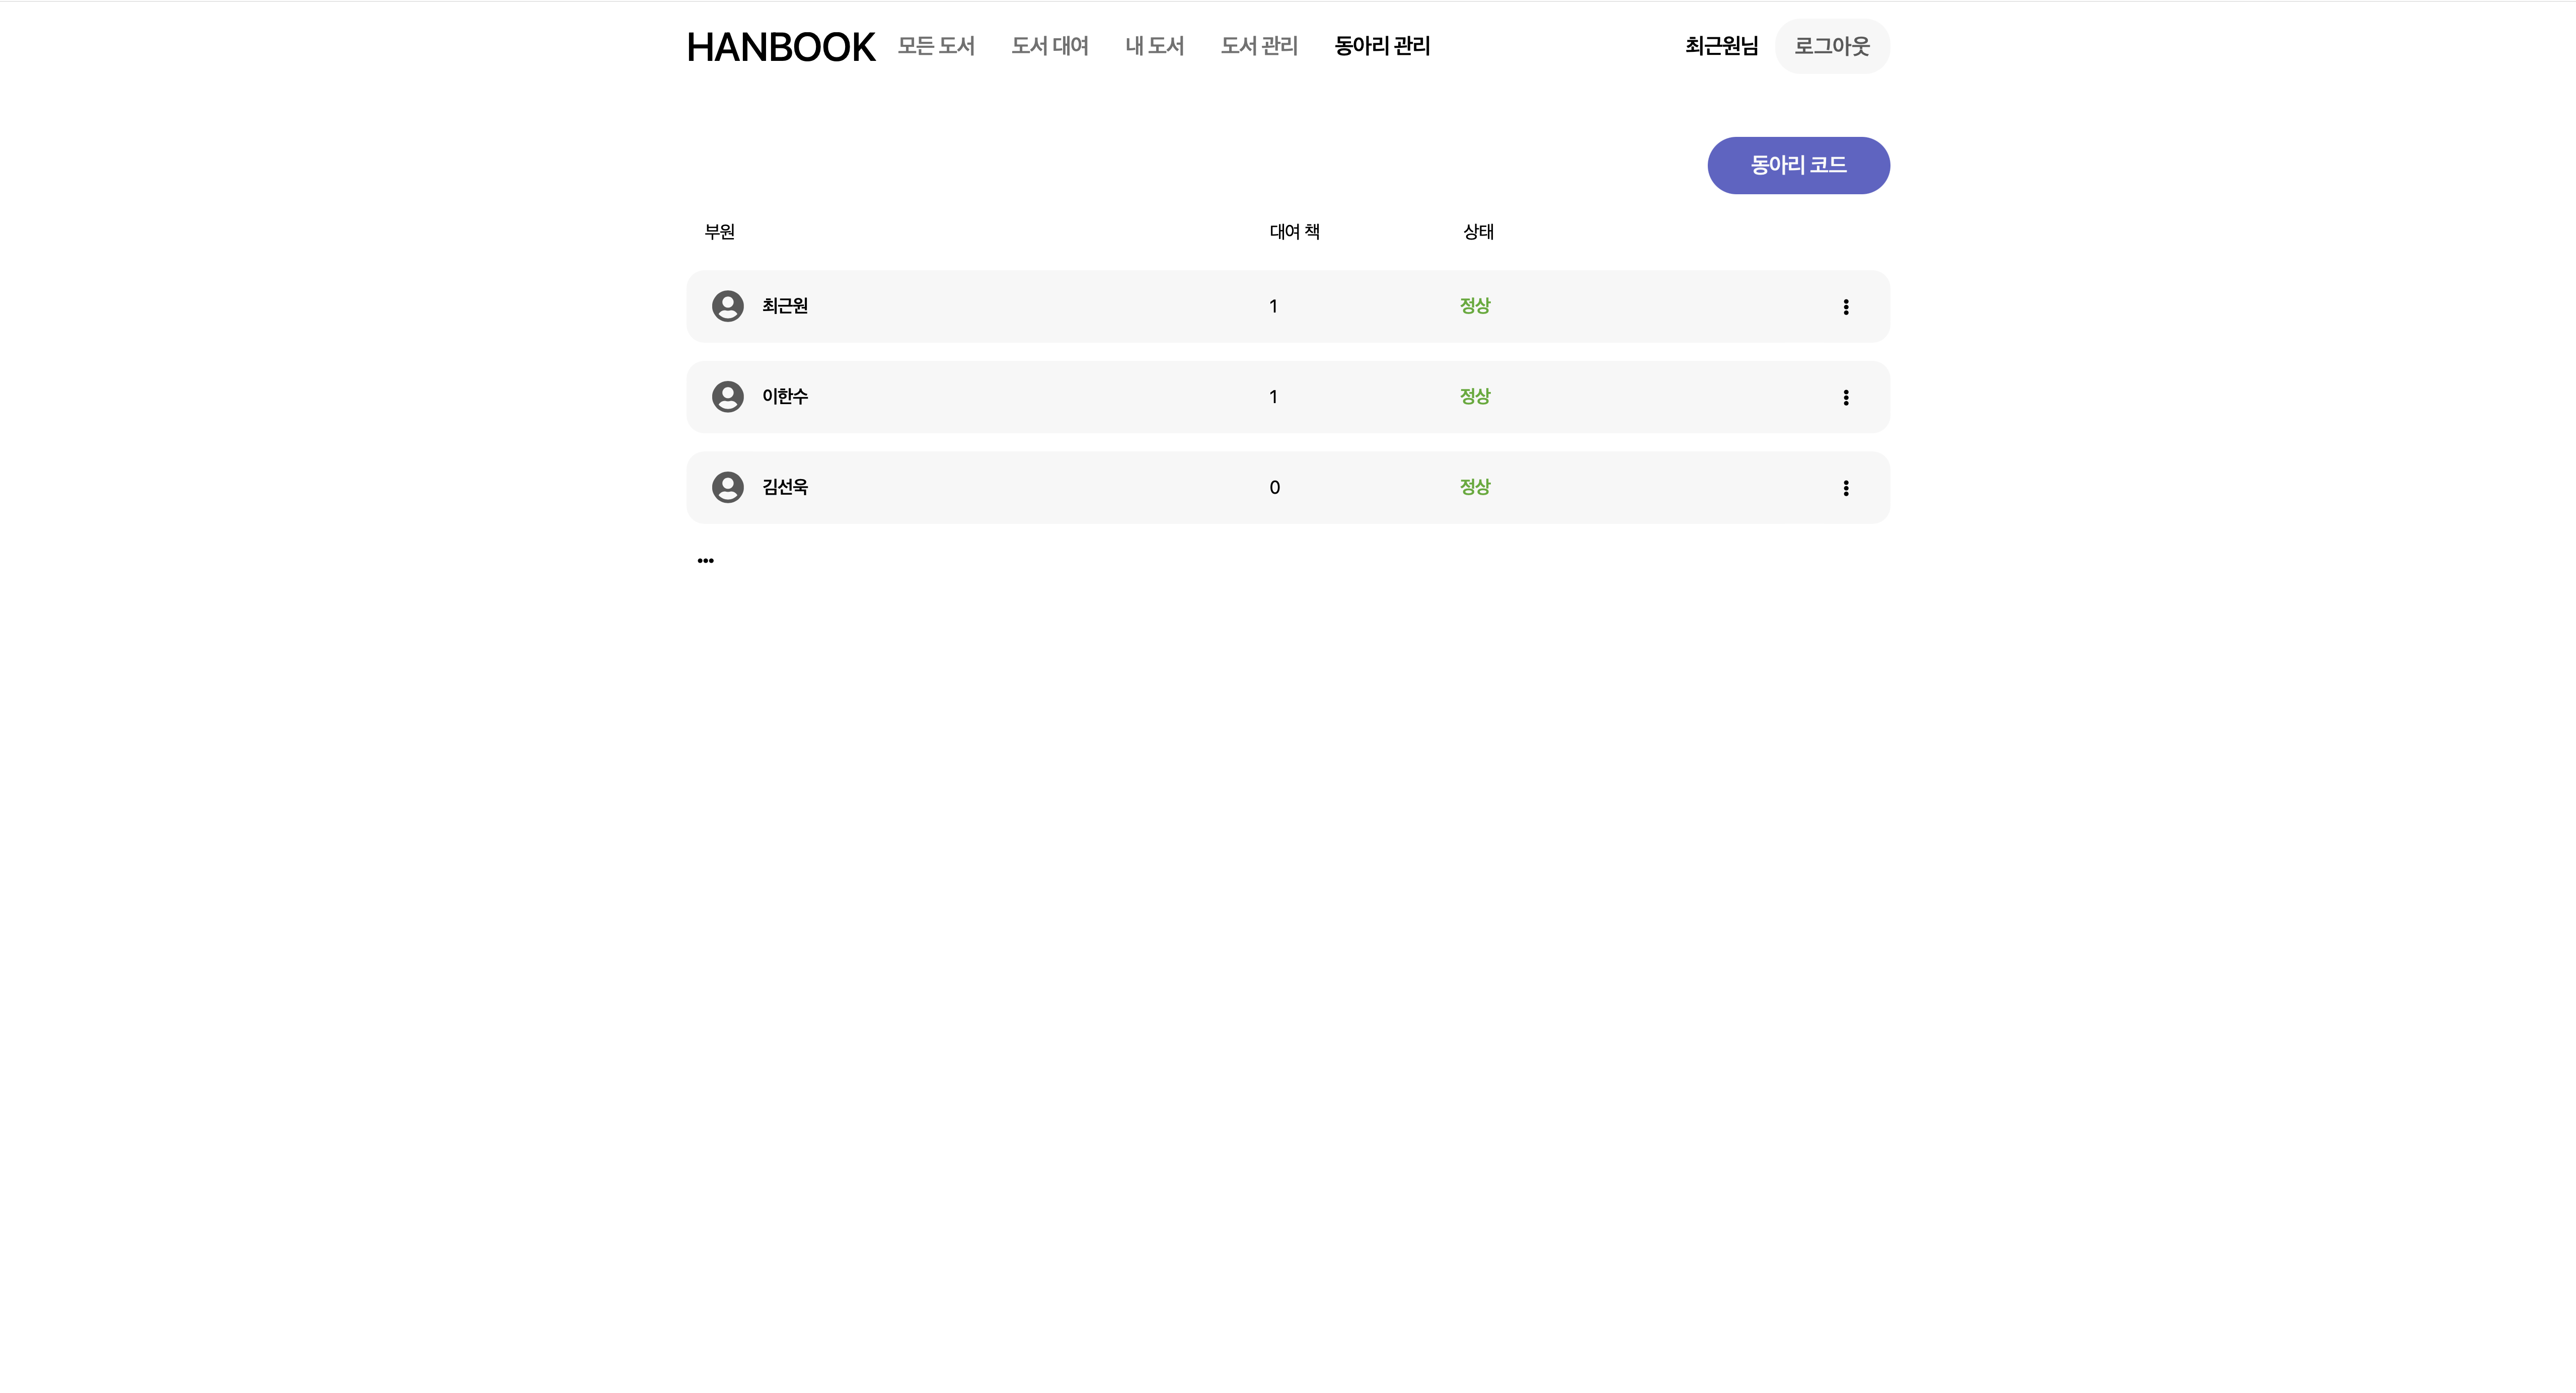 HANBOOK 모든 도서 도서 대여 내 도서 도서 관리 동아리 관리 최근원님 로그아웃
동아리 코드
부원 대여 책 상태
최근원 1 정상
이한수 1 정상
김선욱 0 정상